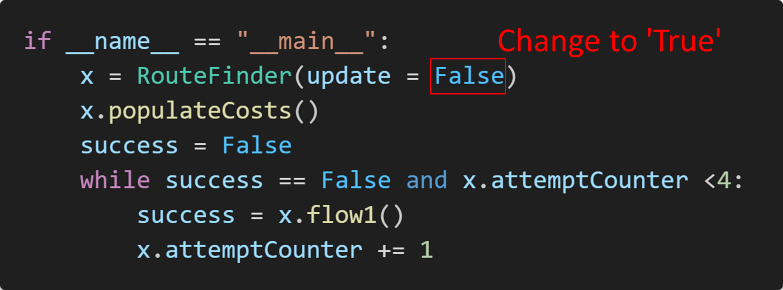 if __name__ == "__main__":
Change to 'True'
    x = RouteFinder(update = False)
    x.populateCosts()
    success = False
    while success == False and x.attemptCounter <4:
        success = x.flow1()
        x.attemptCounter += 1